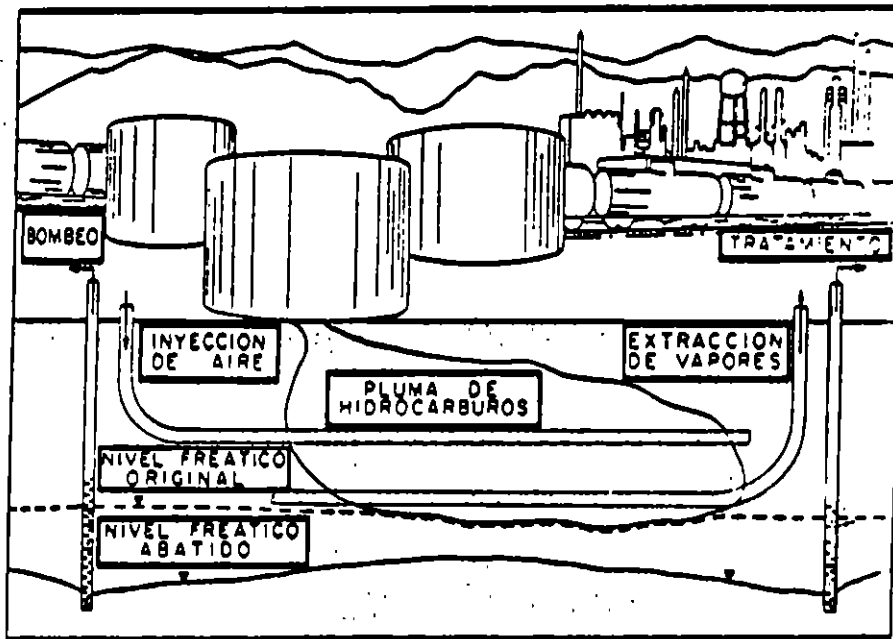 BOMBEO
TRATAMIENTO
INYECCION
DE AIRE
EXTRACCION
DE VAPORES
PLUMA DE
HIDROCARBUROS
NIVEL FREATICO
ORIGINAL
NIVEL FREATICO
ABATIDO